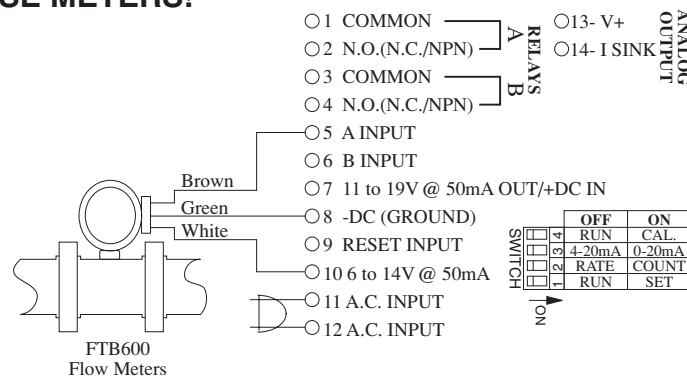 SE METERS!
1 COMMON
2 N.O.(N.C./NPN)
A
3 COMMON
4 N.O.(N.C./NPN)
B
RELAYS
13- V+
14- I SINK
ANALOG
OUTPUT
5 A INPUT
6 B INPUT
7 11 to 19V @ 50mA OUT/+DC IN
8 -DC (GROUND)
9 RESET INPUT
10 6 to 14V @ 50mA
11 A.C. INPUT
12 A.C. INPUT
Brown
Green
White
FTB600
Flow Meters
SWITCH
OFF ON
4 RUN CAL.
3 4-20mA 0-20mA
2 RATE COUNT
1 RUN SET
ON